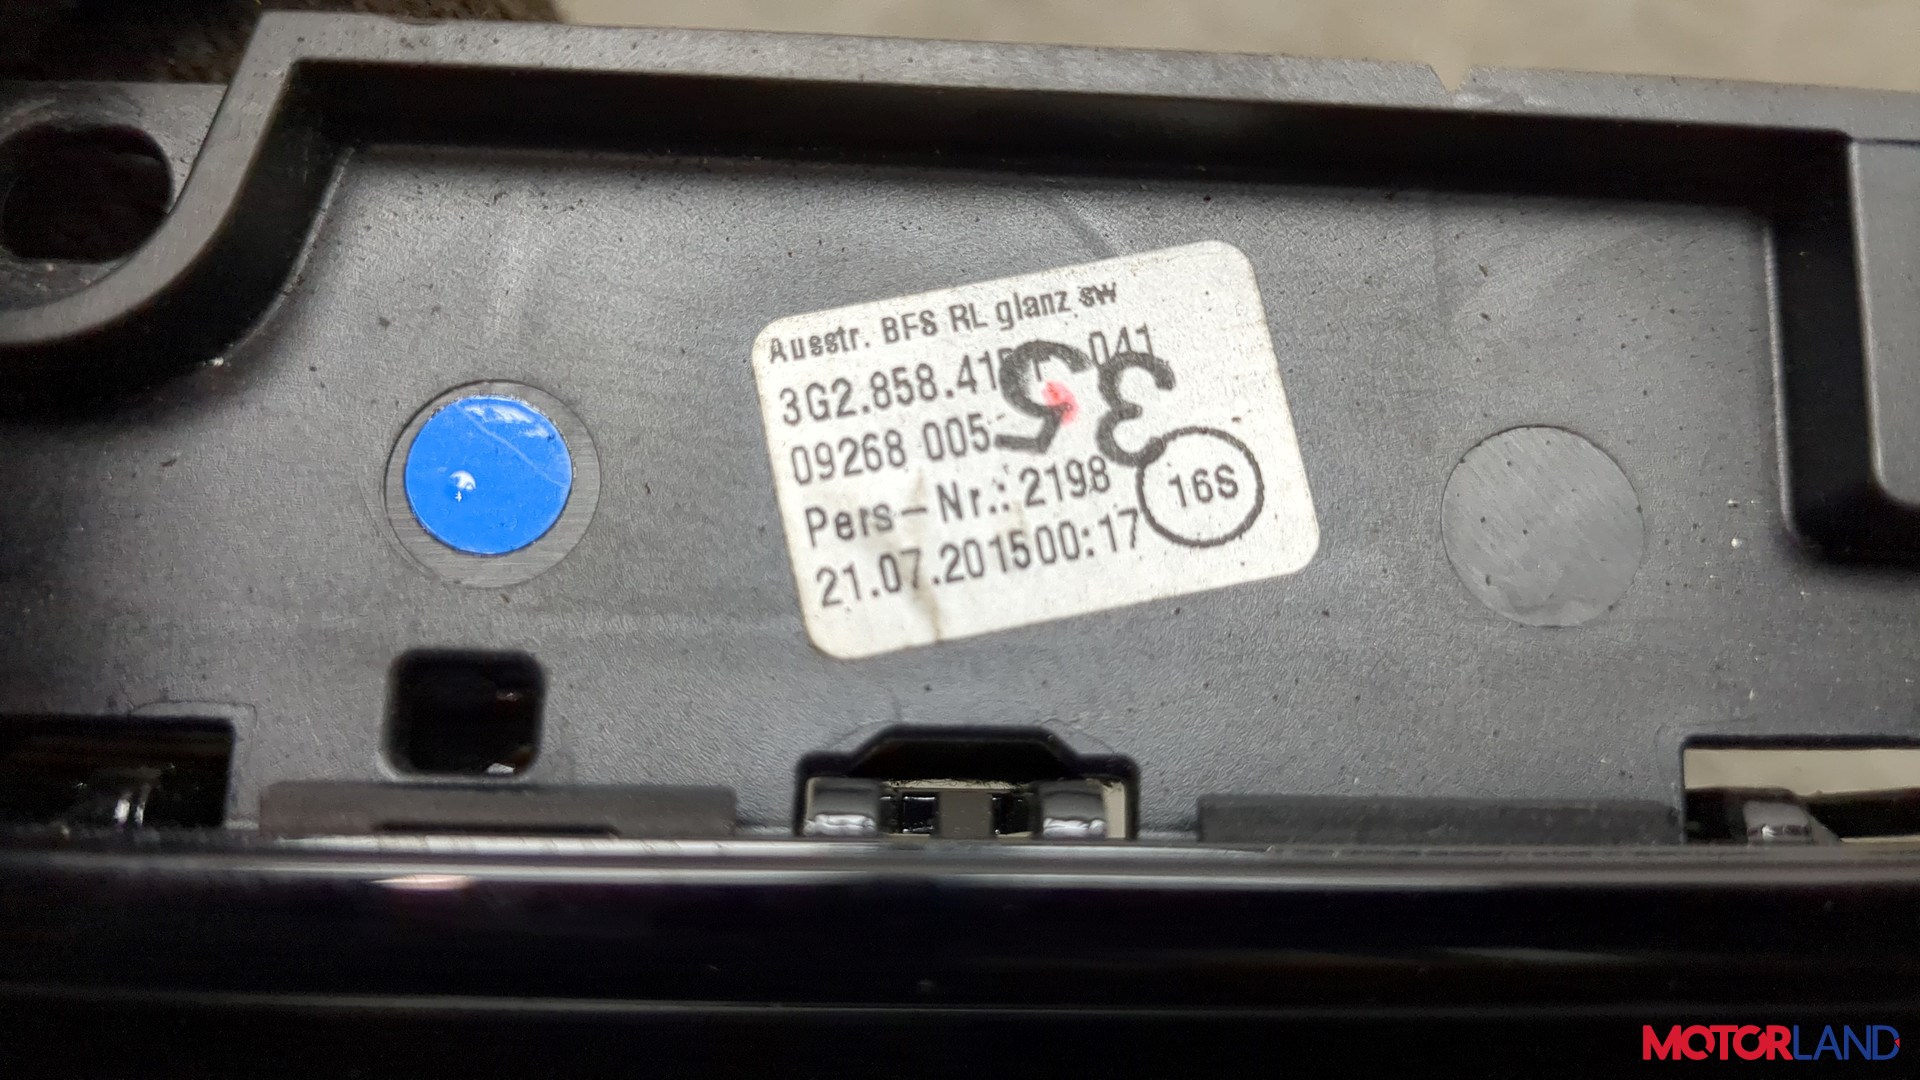 Ausstr. BFS RL glanz sw
3G2.858.41 041
09268 005
53
Pers-Nr.: 2198
16S
21.07.2015 00:17
MOTORLAND